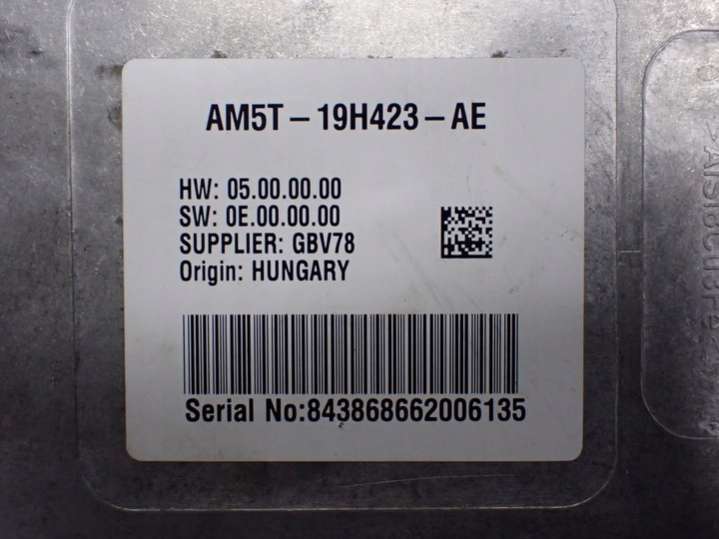 AM5T-19H423-AE
HW: 05.00.00.00
SW: 0E.00.00.00
SUPPLIER: GBV78
Origin: HUNGARY
Serial No:843868662006135